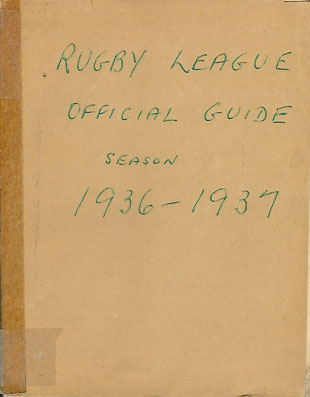 RUGBY LEAGUE
OFFICIAL GUIDE
SEASON
1936-1937